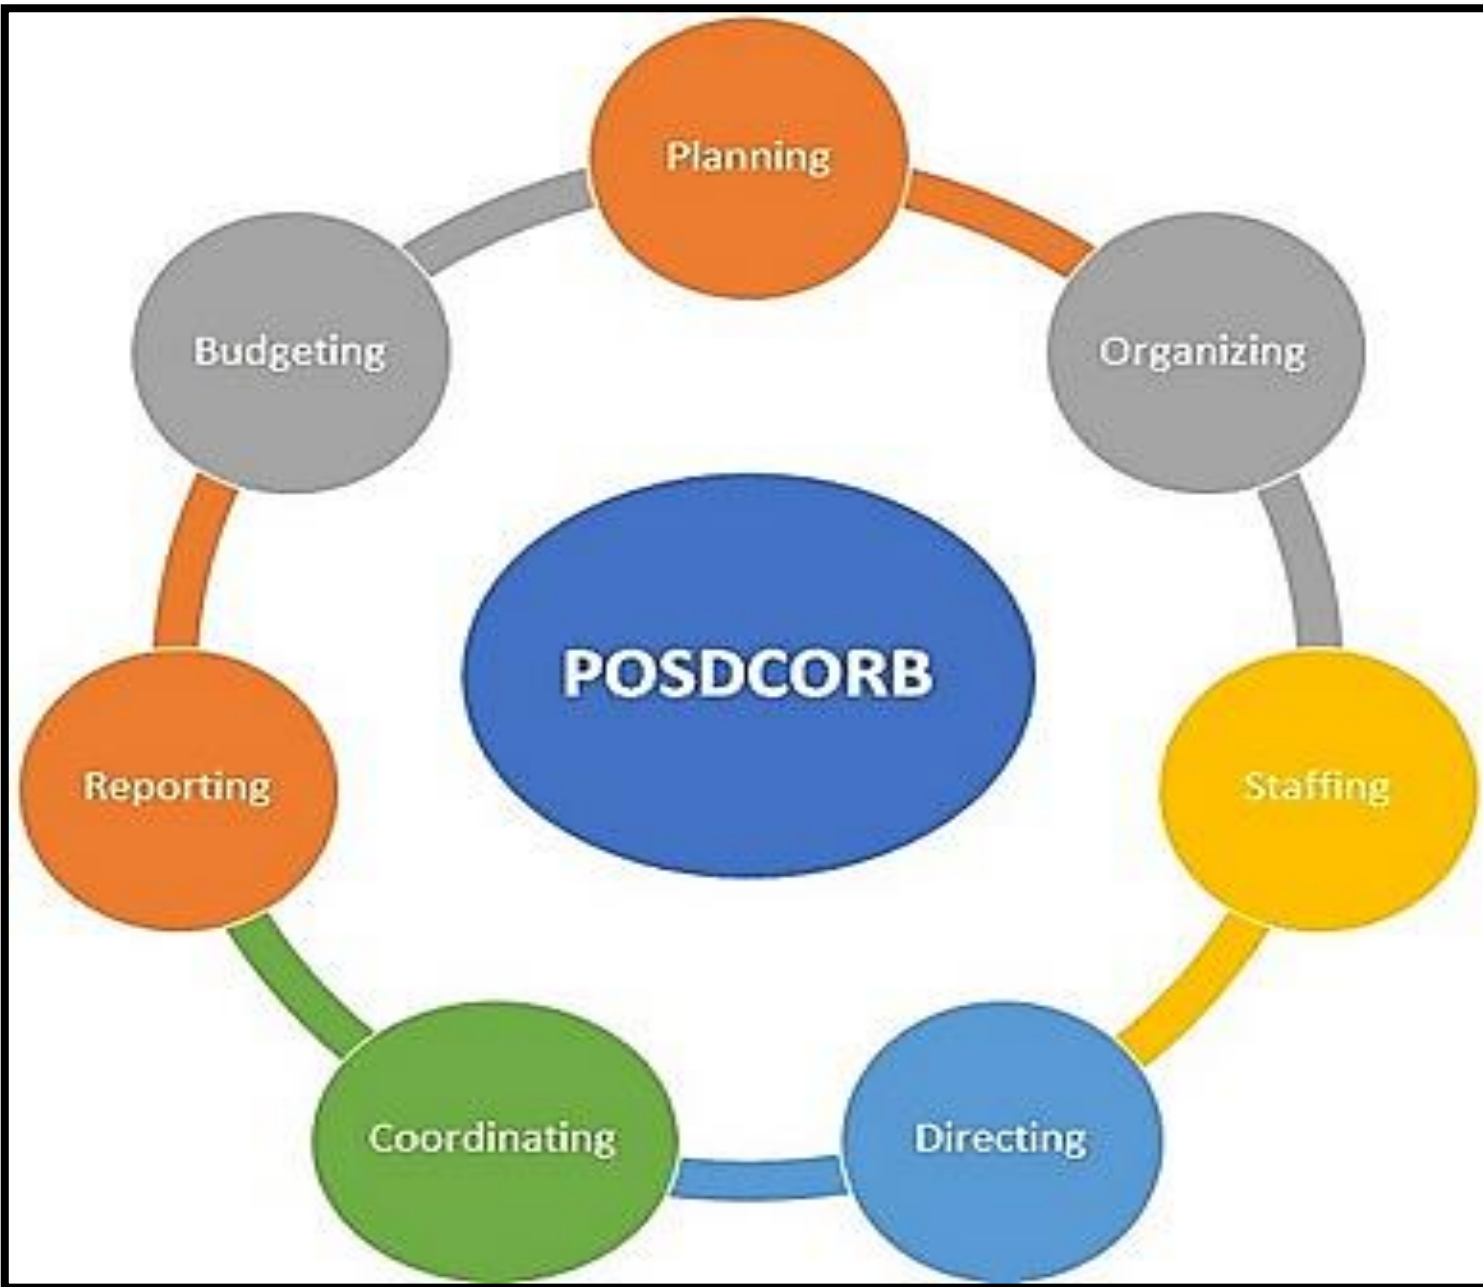 Planning
Organizing
Staffing
Directing
Coordinating
Reporting
Budgeting
POSDCORB